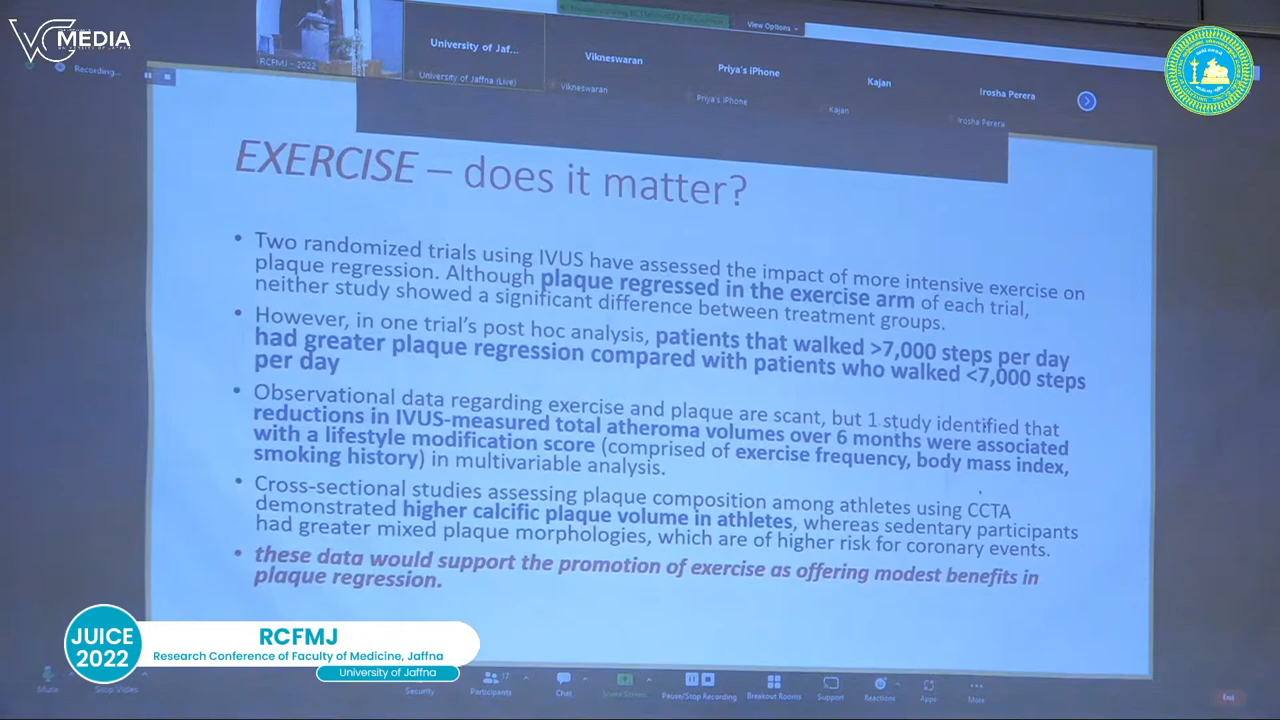 VC MEDIA
UNIVERSITY OF JAFFNA
Recording...
RCFMJ - 2022
University of Jaf...
University of Jaffna (Live)
Vikneswaran
Vikneswaran
Priya's iPhone
Priya's iPhone
Kajan
Kajan
Irosha Perera
Irosha Perera
View Options
EXERCISE – does it matter?
• Two randomized trials using IVUS have assessed the impact of more intensive exercise on
plaque regression. Although plaque regressed in the exercise arm of each trial,
neither study showed a significant difference between treatment groups.
• However, in one trial's post hoc analysis, patients that walked >7,000 steps per day
had greater plaque regression compared with patients who walked <7,000 steps
per day
• Observational data regarding exercise and plaque are scant, but 1 study identified that
reductions in IVUS-measured total atheroma volumes over 6 months were associated
with a lifestyle modification score (comprised of exercise frequency, body mass index,
smoking history) in multivariable analysis.
• Cross-sectional studies assessing plaque composition among athletes using CCTA
demonstrated higher calcific plaque volume in athletes, whereas sedentary participants
had greater mixed plaque morphologies, which are of higher risk for coronary events.
• these data would support the promotion of exercise as offering modest benefits in
plaque regression.
JUICE
2022
RCFMJ
Research Conference of Faculty of Medicine, Jaffna
University of Jaffna
Mute
Stop Video
Security
Participants
17
Chat
Share Screen
Pause/Stop Recording
Breakout Rooms
Support
Reactions
Apps
More
End